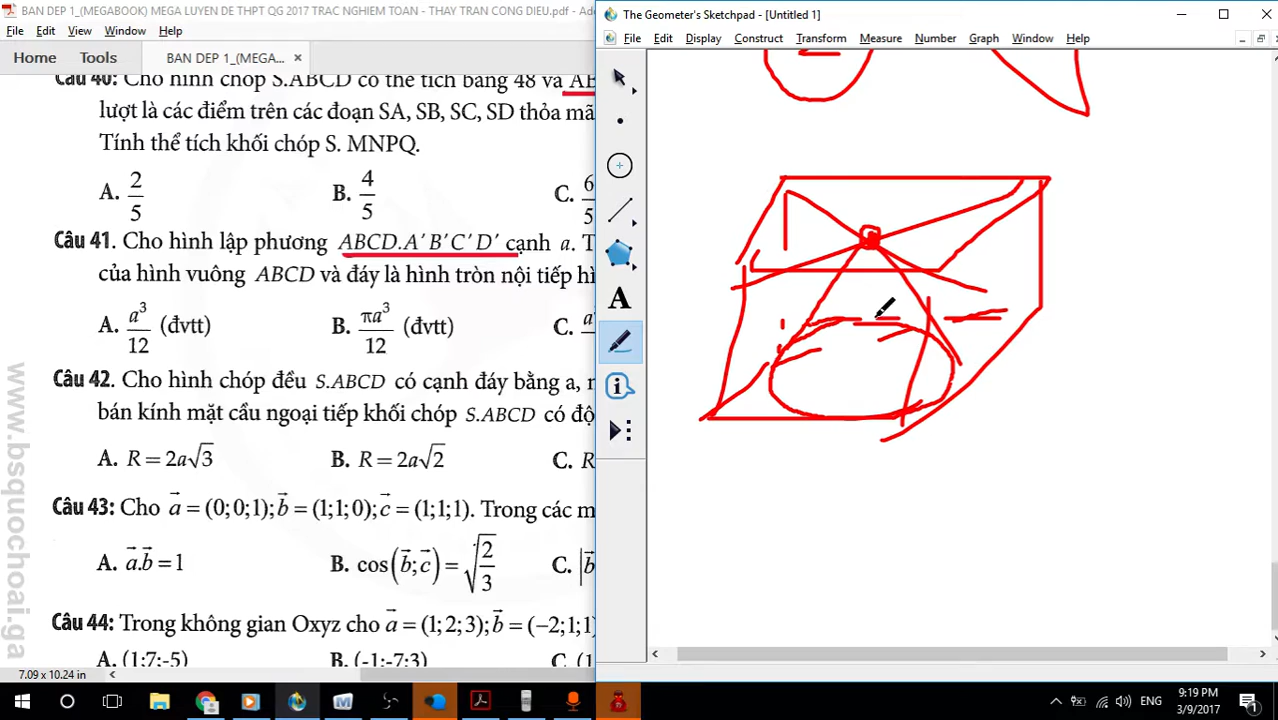 BAN DEP 1_(MEGABOOK) MEGA LUYEN DE THPT QG 2017 TRAC NGHIEM TOAN - THAY TRAN CONG DIEU.pdf - Ado
File Edit View Window Help
Home Tools BAN DEP 1_(MEGA...
Câu 40: Cho hình chóp S.ABCD có thể tích bằng 48 và AB
lượt là các điểm trên các đoạn SA, SB, SC, SD thỏa mã
Tính thể tích khối chóp S. MNPQ.
A. 2/5 B. 4/5 C. 6/5
Câu 41. Cho hình lập phương ABCD.A′B′C′D′ cạnh a. T
của hình vuông ABCD và đáy là hình tròn nội tiếp hì
A. a³/12 (đvtt) B. πa³/12 (đvtt) C. a
Câu 42. Cho hình chóp đều S.ABCD có cạnh đáy bằng a, n
bán kính mặt cầu ngoại tiếp khối chóp S.ABCD có độ
A. R = 2a√3 B. R = 2a√2 C. R
Câu 43: Cho a⃗ = (0;0;1); b⃗ = (1;1;0); c⃗ = (1;1;1). Trong các m
A. a⃗.b⃗ = 1 B. cos(b⃗;c⃗) = √(2/3) C. |b⃗
Câu 44: Trong không gian Oxyz cho a⃗ = (1;2;3); b⃗ = (-2;1;1)
A. (1;7;-5) B. (-1;-7;3) C. (1
7.09 x 10.24 in
www.bsquochoai.ga
The Geometer's Sketchpad - [Untitled 1]
File Edit Display Construct Transform Measure Number Graph Window Help
A
ENG
9:19 PM
3/9/2017